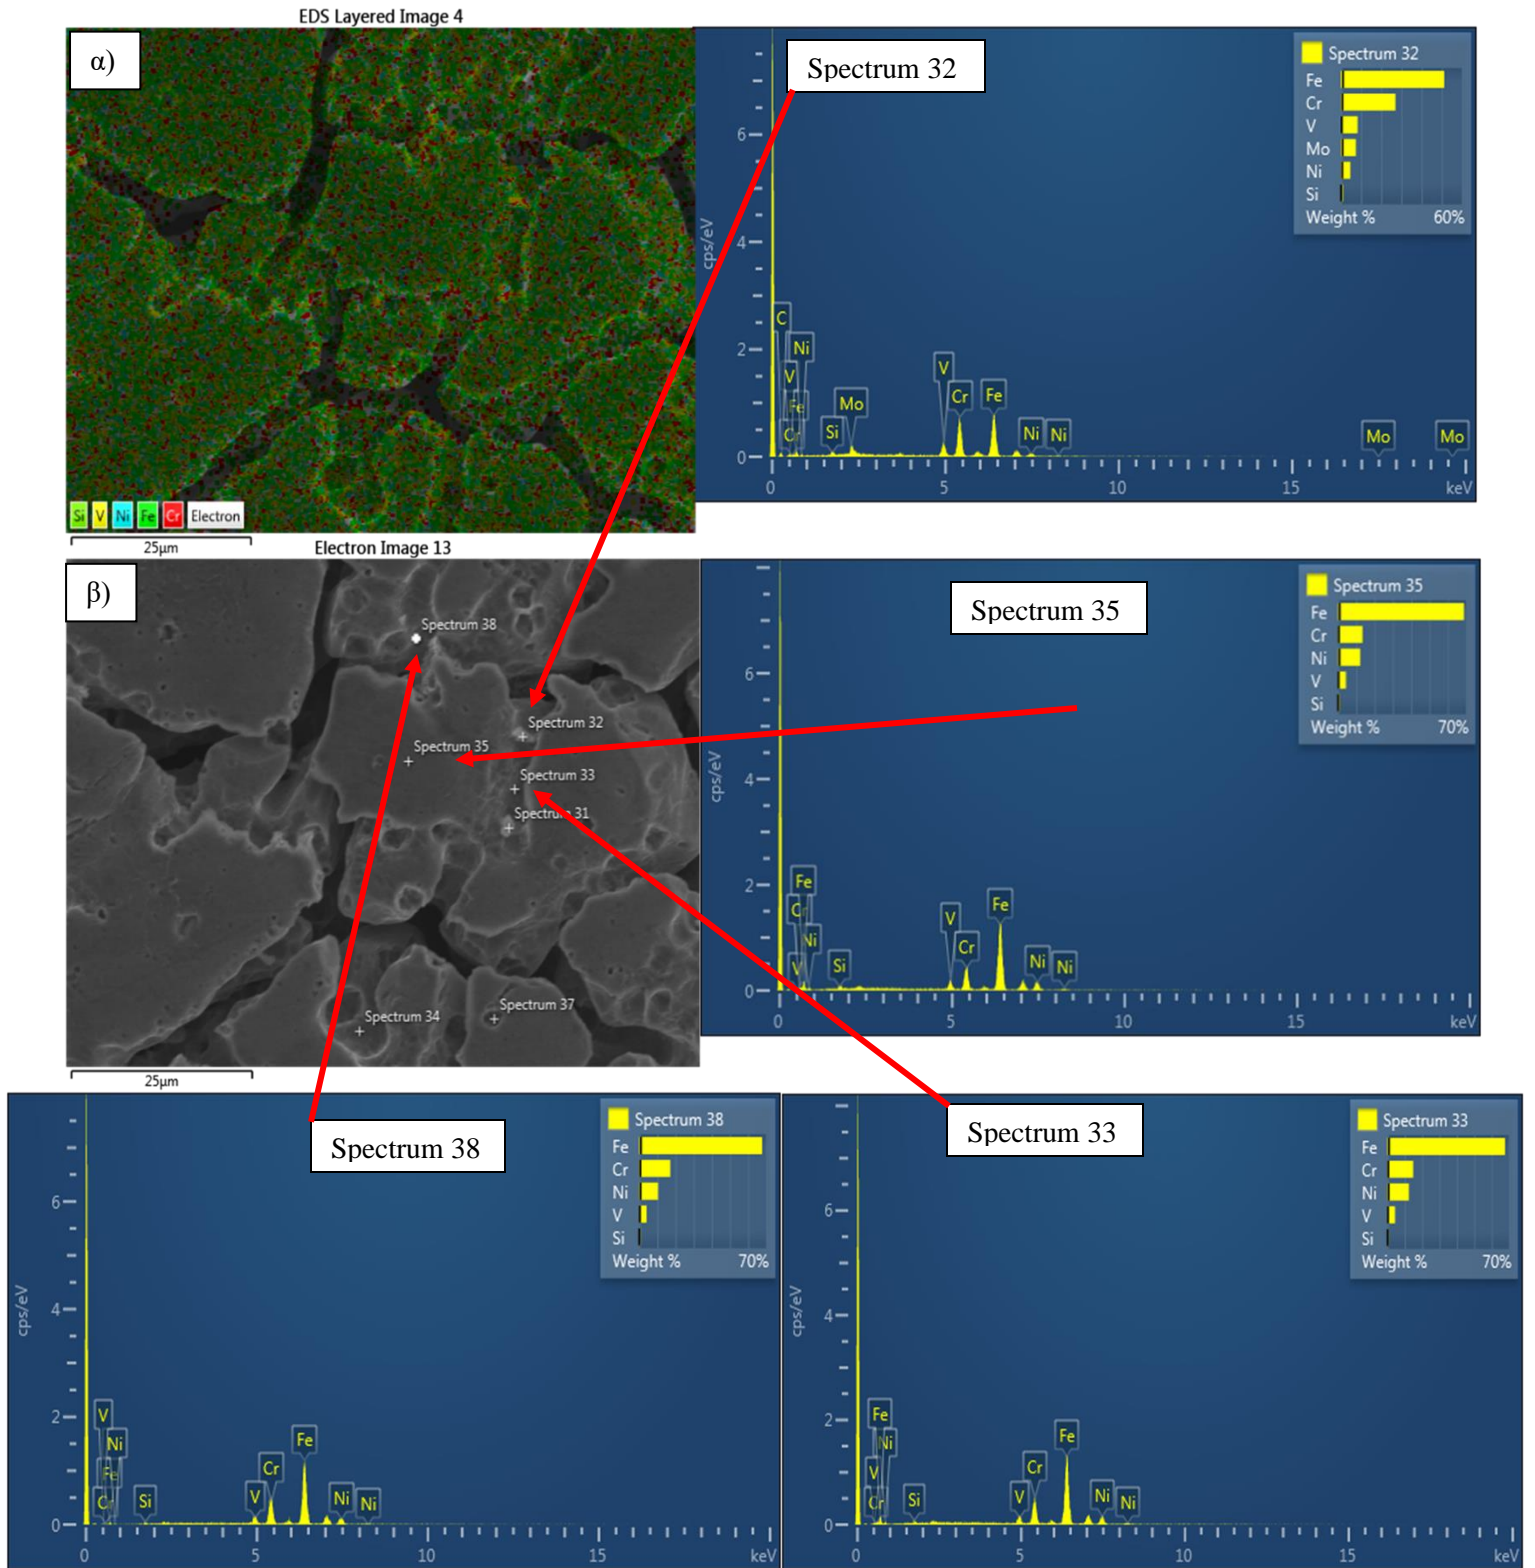 EDS Layered Image 4
α)
Si V Ni Fe Cr Electron
25µm
Spectrum 32
Spectrum 32
Fe
Cr
V
Mo
Ni
Si
Weight % 60%
cps/eV
6
4
2
0
C
Ni
V
Fe
Cr
Si
Mo
V
Cr
Fe
Ni
Ni
Mo
Mo
0 5 10 15 keV
Electron Image 13
β)
Spectrum 38
Spectrum 32
Spectrum 35
Spectrum 33
Spectrum 31
Spectrum 34
Spectrum 37
25µm
Spectrum 35
Spectrum 35
Fe
Cr
Ni
V
Si
Weight % 70%
cps/eV
6
4
2
0
Fe
Cr
Ni
V
Si
V
Cr
Fe
Ni
Ni
0 5 10 15 keV
Spectrum 38
Spectrum 38
Fe
Cr
Ni
V
Si
Weight % 70%
cps/eV
6
4
2
0
V
Ni
Fe
Cr
Si
V
Cr
Fe
Ni
Ni
0 5 10 15 keV
Spectrum 33
Spectrum 33
Fe
Cr
Ni
V
Si
Weight % 70%
cps/eV
6
4
2
0
Fe
Ni
V
Cr
Si
V
Cr
Fe
Ni
Ni
0 5 10 15 keV